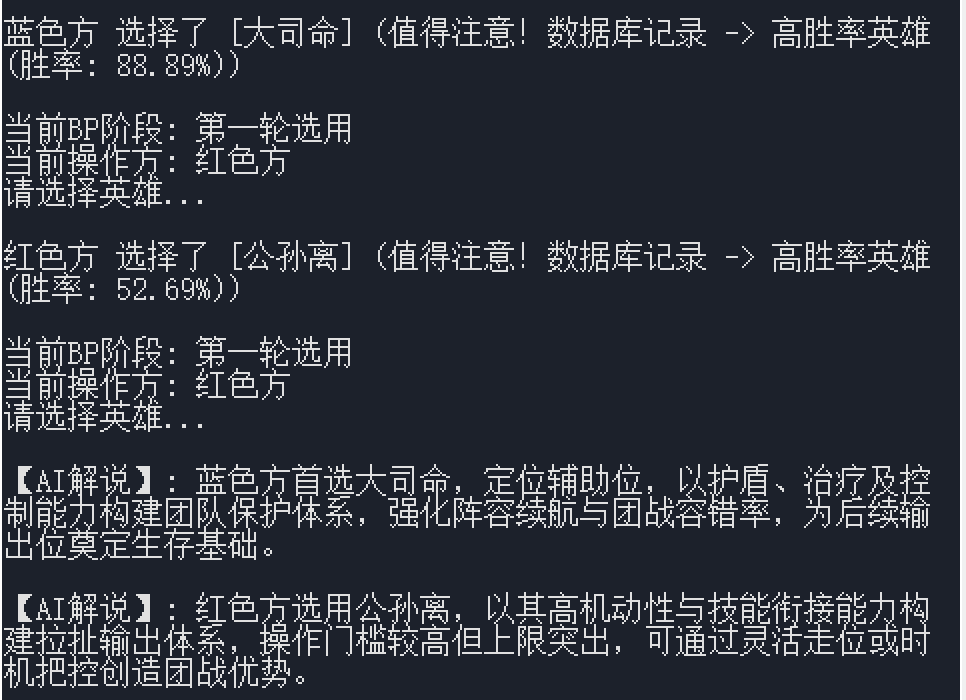 蓝色方 选择了 [大司命] (值得注意! 数据库记录 -> 高胜率英雄
(胜率: 88.89%))
当前BP阶段: 第一轮选用
当前操作方: 红色方
请选择英雄...
红色方 选择了 [公孙离] (值得注意! 数据库记录 -> 高胜率英雄
(胜率: 52.69%))
当前BP阶段: 第一轮选用
当前操作方: 红色方
请选择英雄...
【AI解说】: 蓝色方首选大司命，定位辅助位，以护盾、治疗及控
制能力构建团队保护体系，强化阵容续航与团战容错率，为后续输
出位奠定生存基础。
【AI解说】: 红色方选用公孙离，以其高机动性与技能衔接能力构
建拉扯输出体系，操作门槛较高但上限突出，可通过灵活走位或时
机把控创造团战优势。